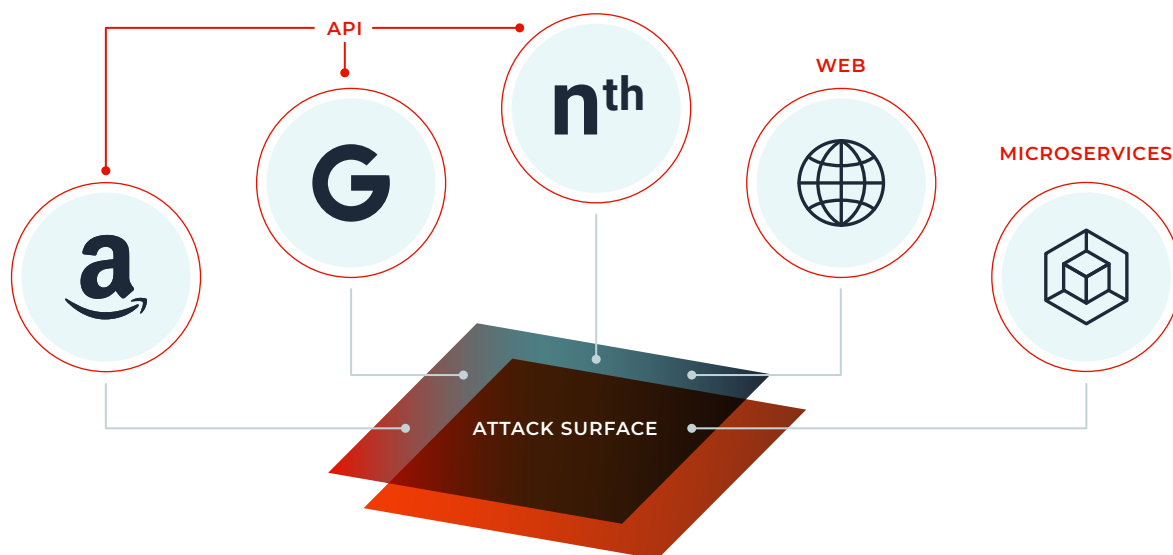 API
nth
WEB
G
MICROSERVICES
a
ATTACK SURFACE